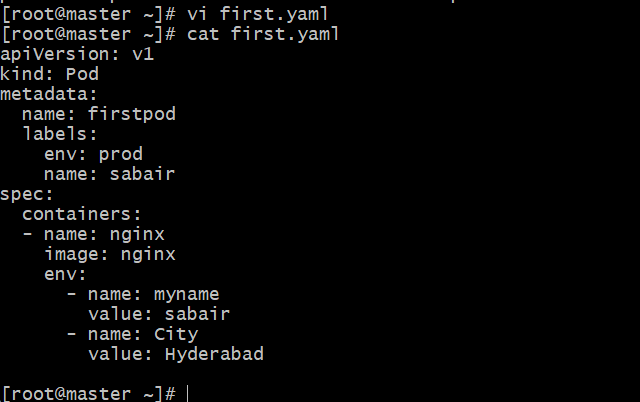 [root@master ~]# vi first.yaml
[root@master ~]# cat first.yaml
apiVersion: v1
kind: Pod
metadata:
  name: firstpod
  labels:
    env: prod
    name: sabair
spec:
  containers:
  - name: nginx
    image: nginx
    env:
      - name: myname
        value: sabair
      - name: City
        value: Hyderabad
[root@master ~]#